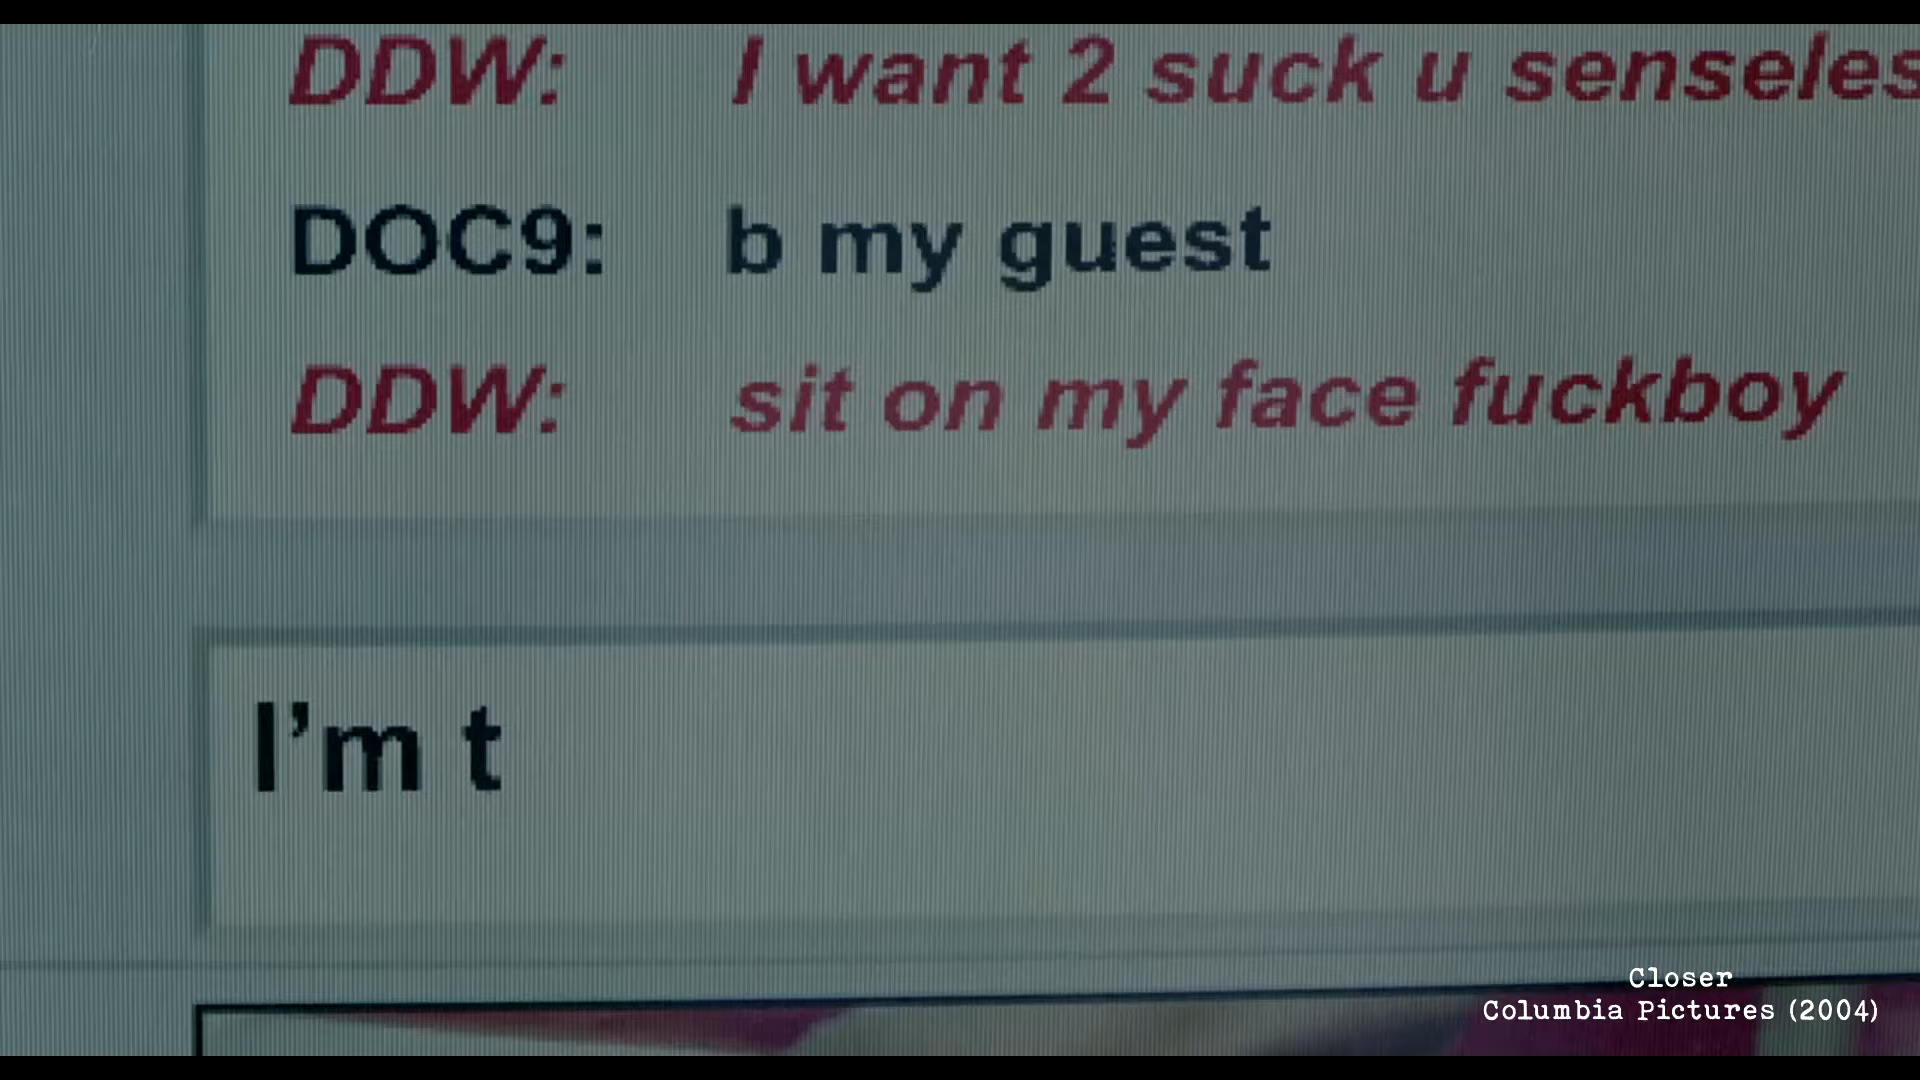 DDW: I want 2 suck u senseles
DOC9: b my guest
DDW: sit on my face fuckboy
I’m t
Closer
Columbia Pictures (2004)